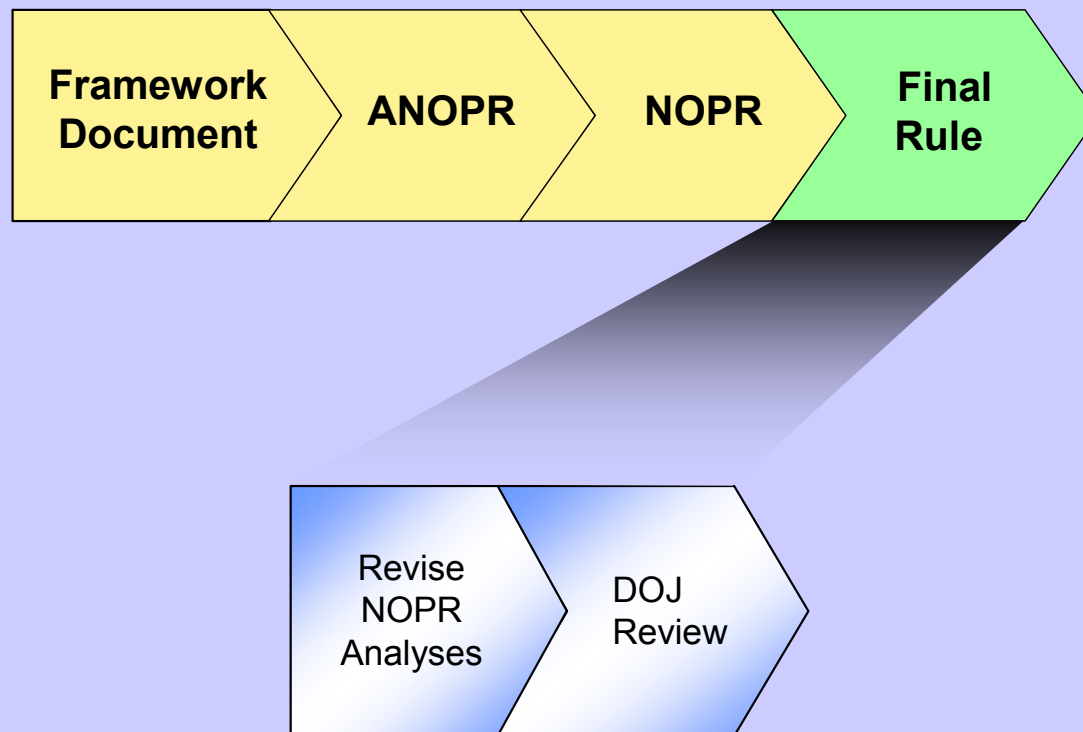 Framework
Document
ANOPR
NOPR
Final
Rule
Revise
NOPR
Analyses
DOJ
Review